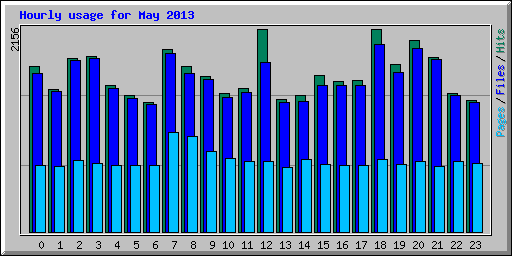 Hourly usage for May 2013
2156
Pages/Files/Hits
0 1 2 3 4 5 6 7 8 9 10 11 12 13 14 15 16 17 18 19 20 21 22 23